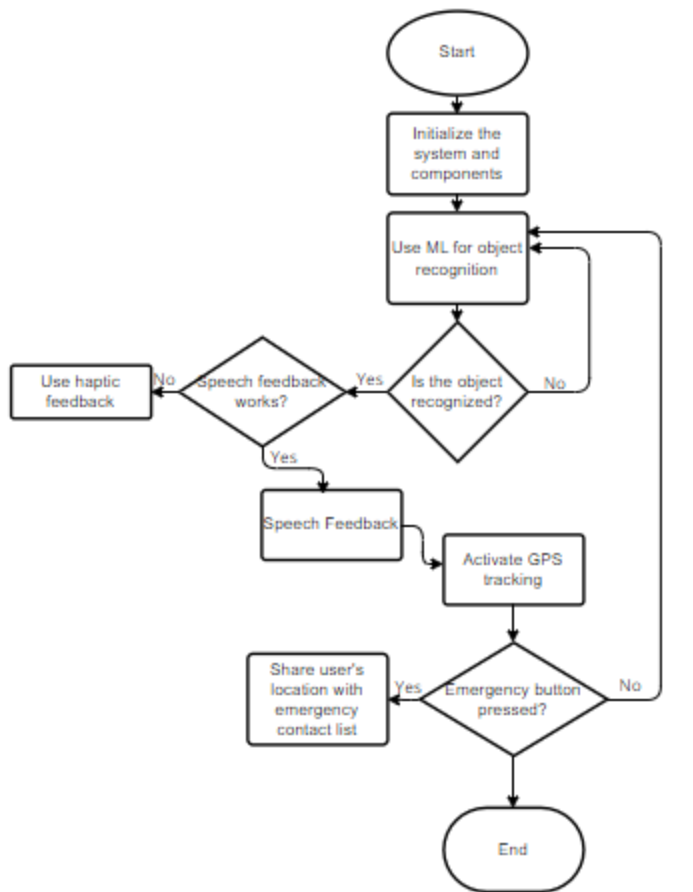 Start
Initialize the
system and
components
Use ML for object
recognition
Is the object
recognized?
No
Yes
Speech feedback
works?
No
Use haptic
feedback
Yes
Speech Feedback
Activate GPS
tracking
Emergency button
pressed?
No
Yes
Share user's
location with
emergency
contact list
End